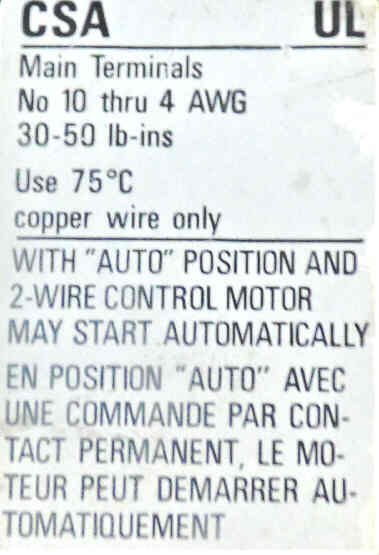 CSA UL
Main Terminals
No 10 thru 4 AWG
30-50 lb-ins
Use 75°C
copper wire only
WITH "AUTO" POSITION AND
2-WIRE CONTROL MOTOR
MAY START AUTOMATICALLY
EN POSITION "AUTO" AVEC
UNE COMMANDE PAR CON-
TACT PERMANENT, LE MO-
TEUR PEUT DEMARRER AU-
TOMATIQUEMENT